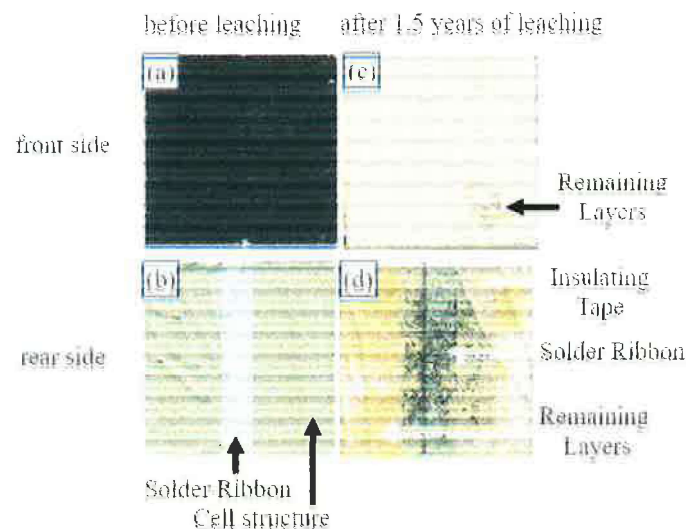 before leaching
after 1.5 years of leaching
(a)
(c)
front side
Remaining
Layers
(b)
(d)
Insulating
Tape
rear side
Solder Ribbon
Remaining
Layers
Solder Ribbon
Cell structure